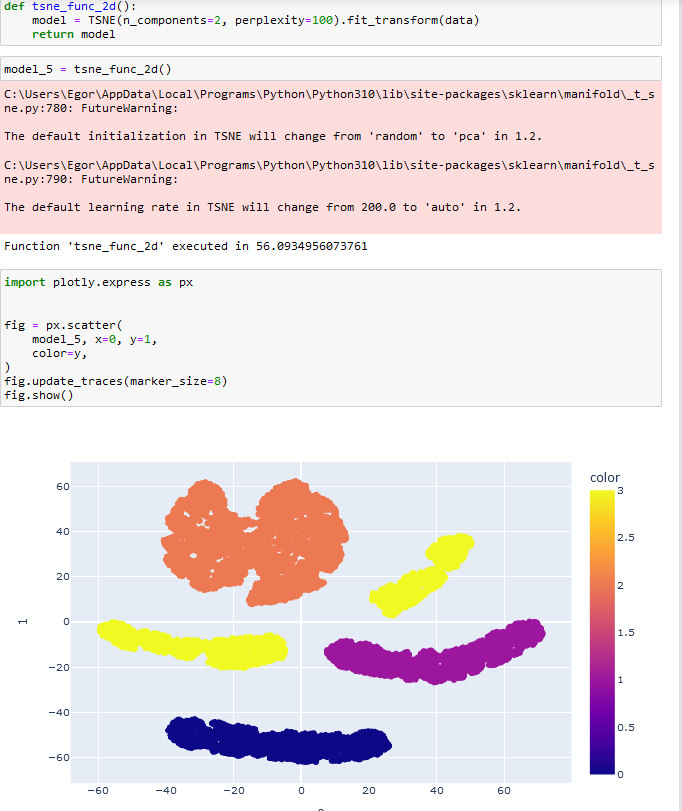 def tsne_func_2d():
    model = TSNE(n_components=2, perplexity=100).fit_transform(data)
    return model
model_5 = tsne_func_2d()
C:\Users\Egor\AppData\Local\Programs\Python\Python310\lib\site-packages\sklearn\manifold\_t_s
ne.py:780: FutureWarning:
The default initialization in TSNE will change from 'random' to 'pca' in 1.2.
C:\Users\Egor\AppData\Local\Programs\Python\Python310\lib\site-packages\sklearn\manifold\_t_s
ne.py:790: FutureWarning:
The default learning rate in TSNE will change from 200.0 to 'auto' in 1.2.
Function 'tsne_func_2d' executed in 56.0934956073761
import plotly.express as px
fig = px.scatter(
    model_5, x=0, y=1,
    color=y,
)
fig.update_traces(marker_size=8)
fig.show()
color
3
2.5
2
1.5
1
0.5
0
60
40
20
0
−20
−40
−60
1
−60
−40
−20
0
20
40
60